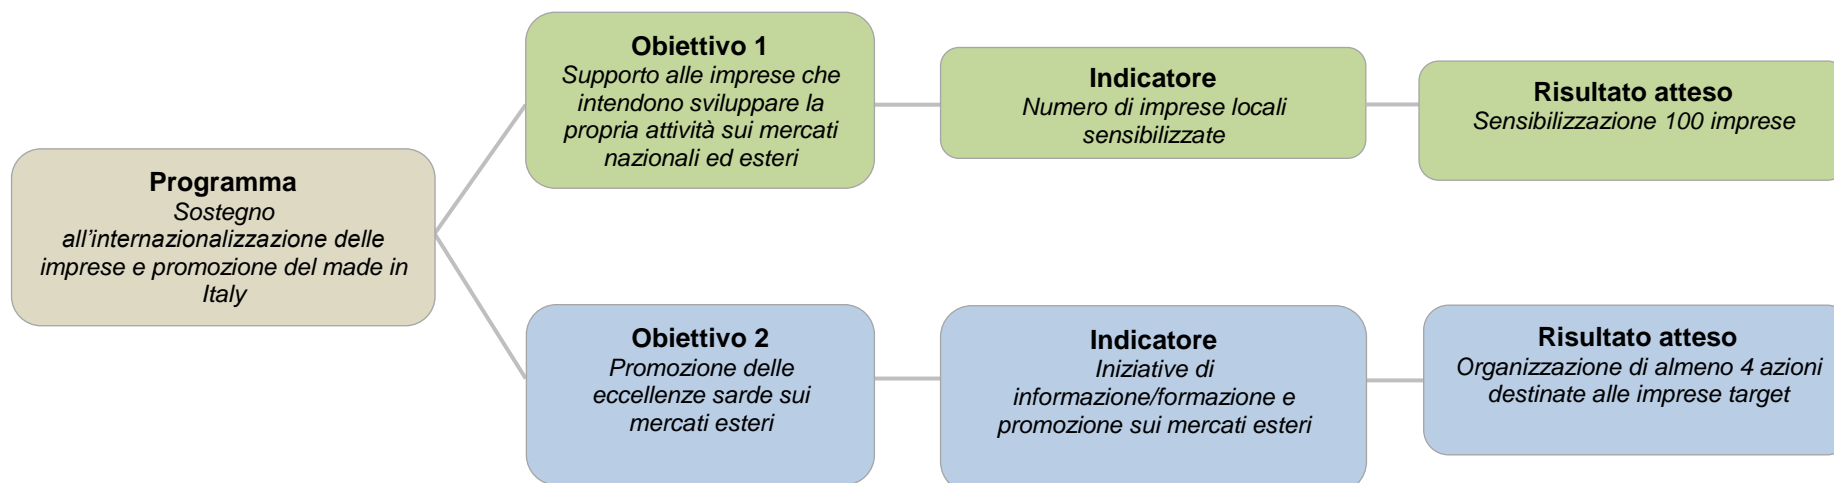 Programma
Sostegno
all’internazionalizzazione delle
imprese e promozione del made in
Italy
Obiettivo 1
Supporto alle imprese che
intendono sviluppare la
propria attività sui mercati
nazionali ed esteri
Indicatore
Numero di imprese locali
sensibilizzate
Risultato atteso
Sensibilizzazione 100 imprese
Obiettivo 2
Promozione delle
eccellenze sarde sui
mercati esteri
Indicatore
Iniziative di
informazione/formazione e
promozione sui mercati esteri
Risultato atteso
Organizzazione di almeno 4 azioni
destinate alle imprese target